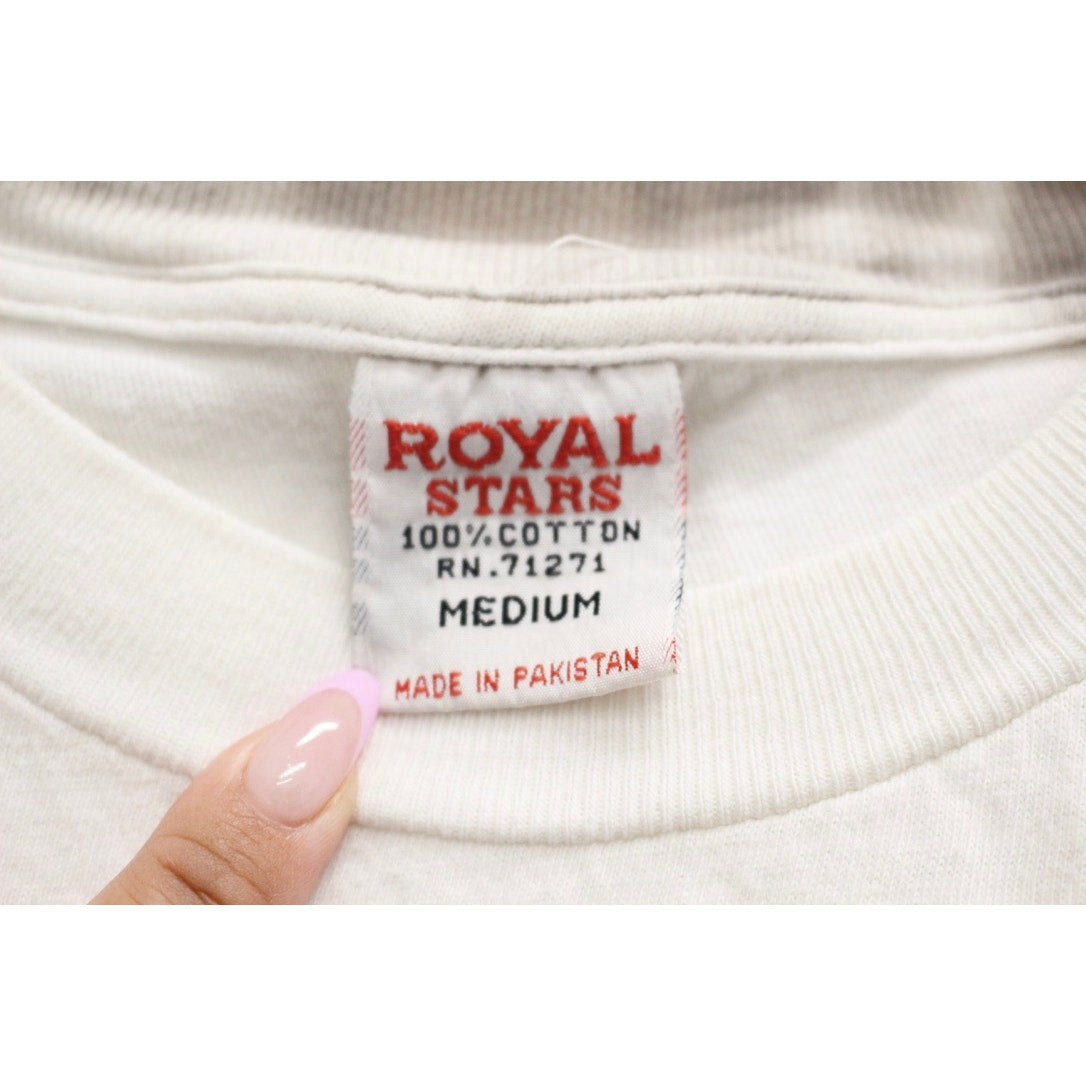 ROYAL
STARS
100% COTTON
RN.71271
MEDIUM
MADE IN PAKISTAN